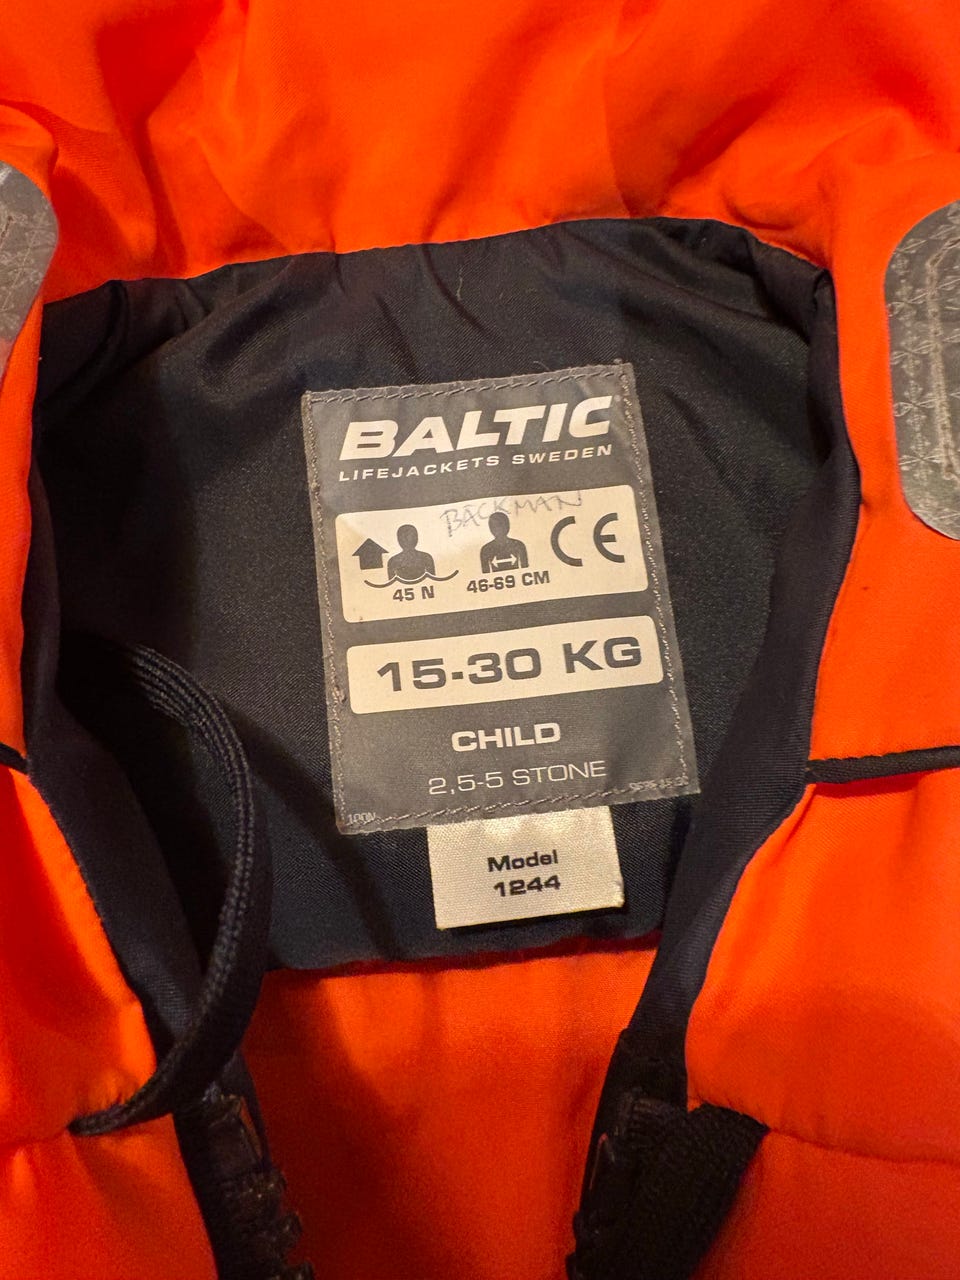 BALTIC
LIFEJACKETS SWEDEN
BÄCKMAN
45 N
46-69 CM
CE
15-30 KG
CHILD
2,5-5 STONE
100N
Model
1244